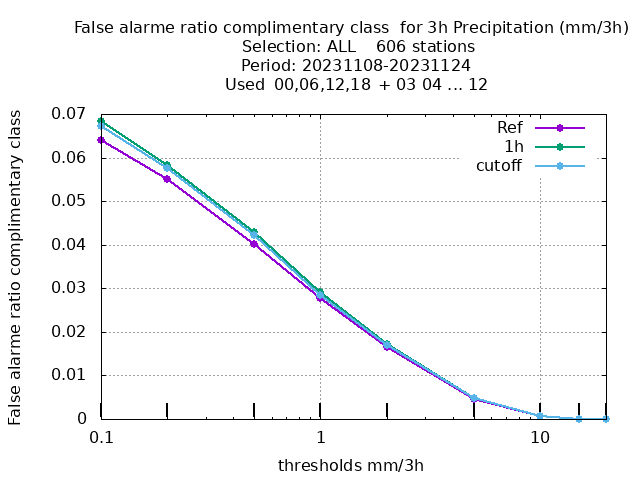 False alarme ratio complimentary class  for 3h Precipitation (mm/3h)
Selection: ALL    606 stations
Period: 20231108-20231124
Used  00,06,12,18 + 03 04 ... 12
False alarme ratio complimentary class
0.07
0.06
0.05
0.04
0.03
0.02
0.01
0
Ref
1h
cutoff
0.1 1 10
thresholds mm/3h